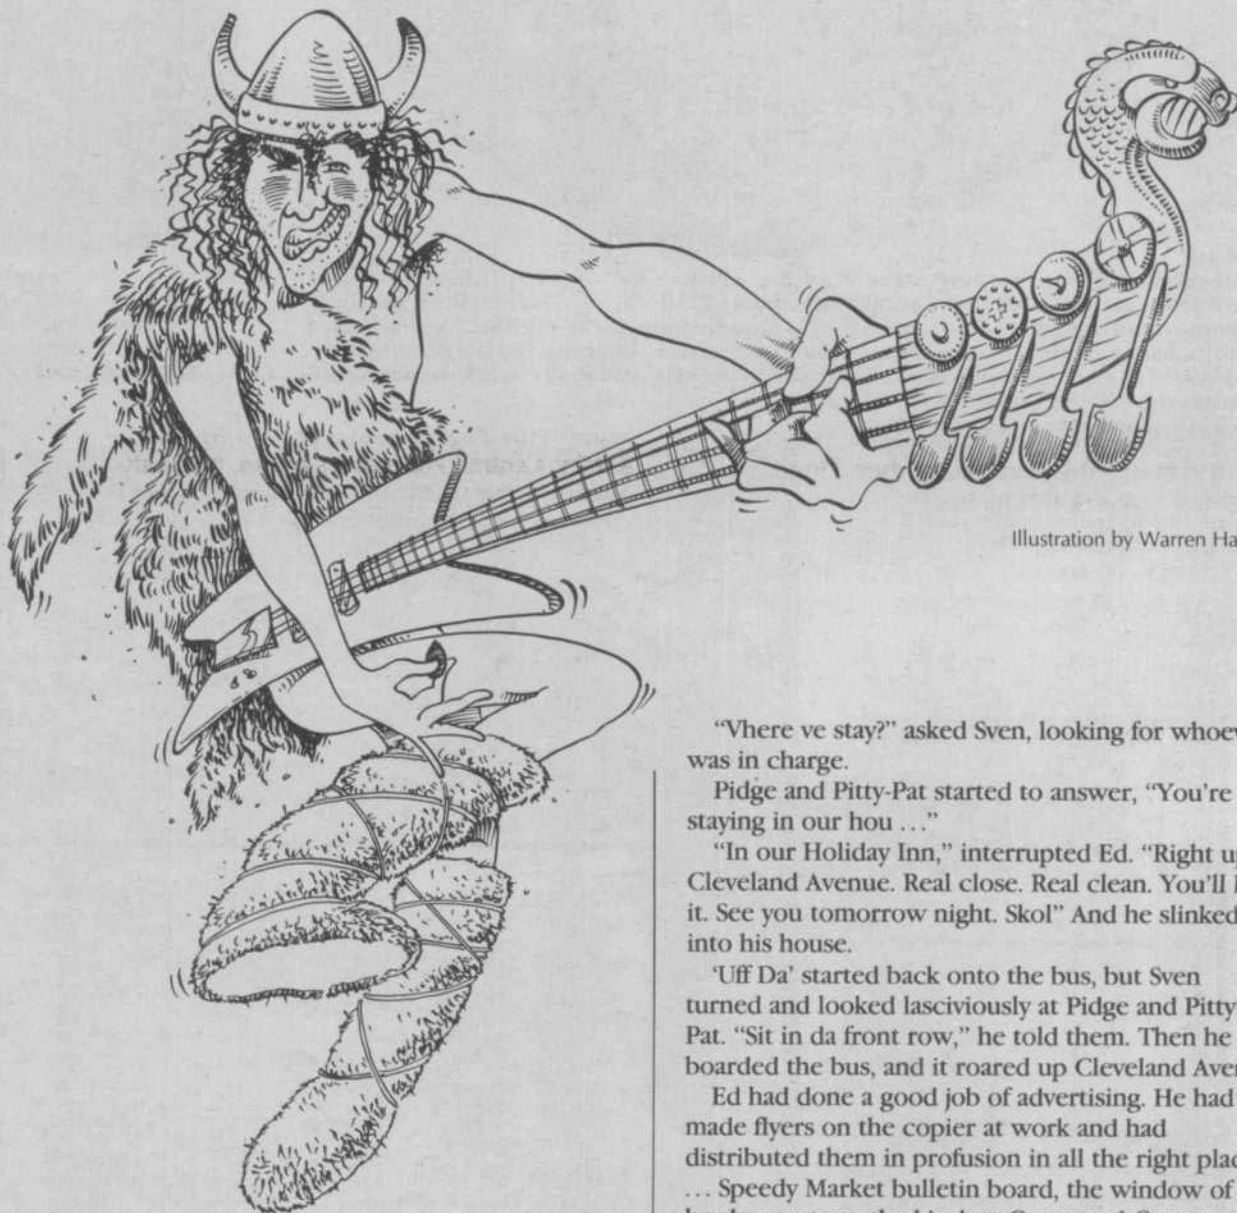 Illustration by Warren
"Vhere ve stay?" asked Sven, looking for
was in charge.
Pidge and Pitty-Pat started to answer, "You're
staying in our hou ..."
"In our Holiday Inn," interrupted Ed. "Right
Cleveland Avenue. Real close. Real clean. You'll
it. See you tomorrow night. Skol" And he slinked
into his house.
'Uff Da' started back onto the bus, but Sven
turned and looked lasciviously at Pidge and Pitty-
Pat. "Sit in da front row," he told them. Then he
boarded the bus, and it roared up Cleveland
Ed had done a good job of advertising. He had
made flyers on the copier at work and had
distributed them in profusion in all the right
... Speedy Market bulletin board, the window of